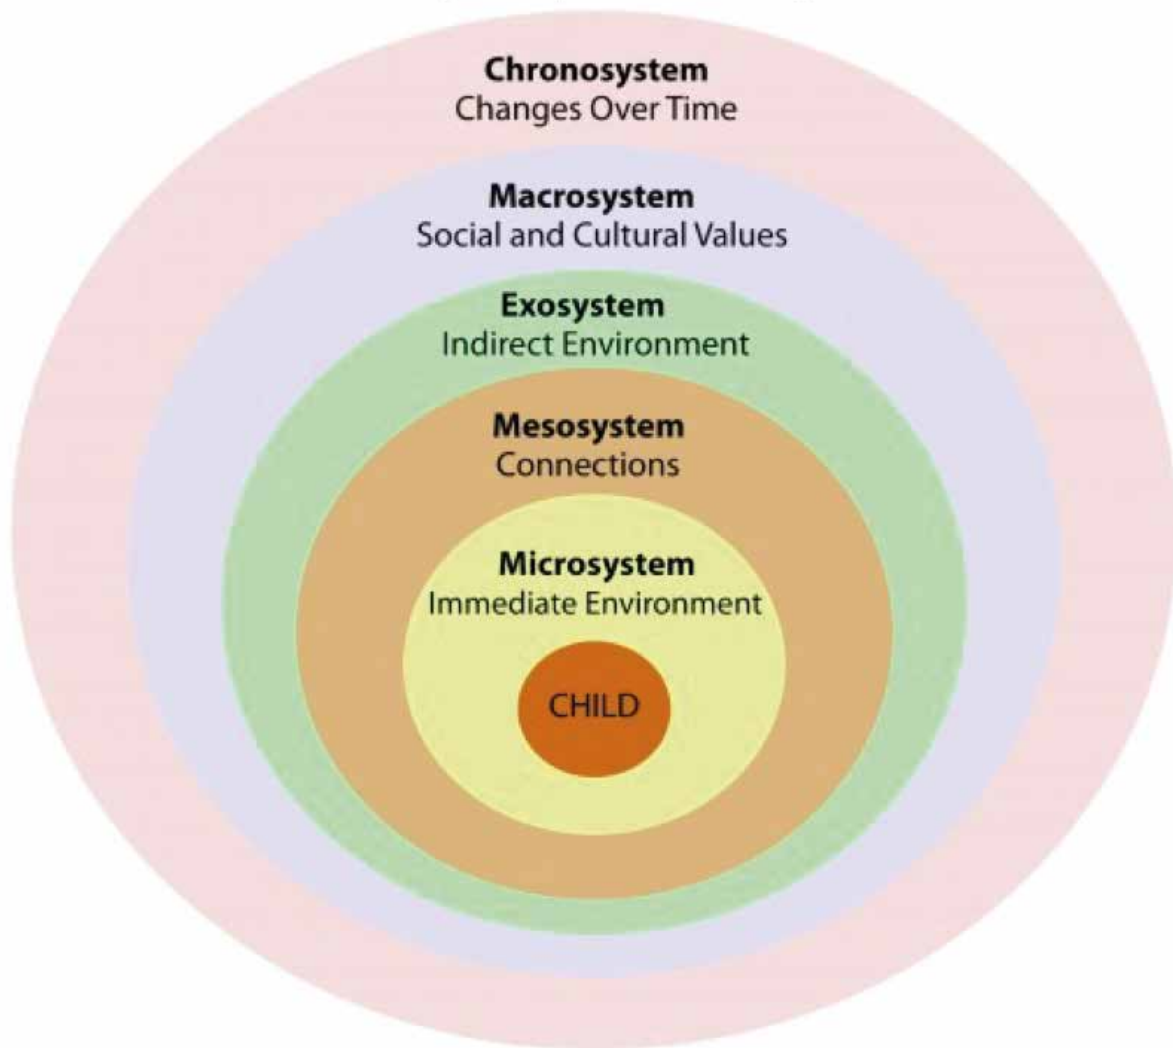 Chronosystem
Changes Over Time
Macrosystem
Social and Cultural Values
Exosystem
Indirect Environment
Mesosystem
Connections
Microsystem
Immediate Environment
CHILD